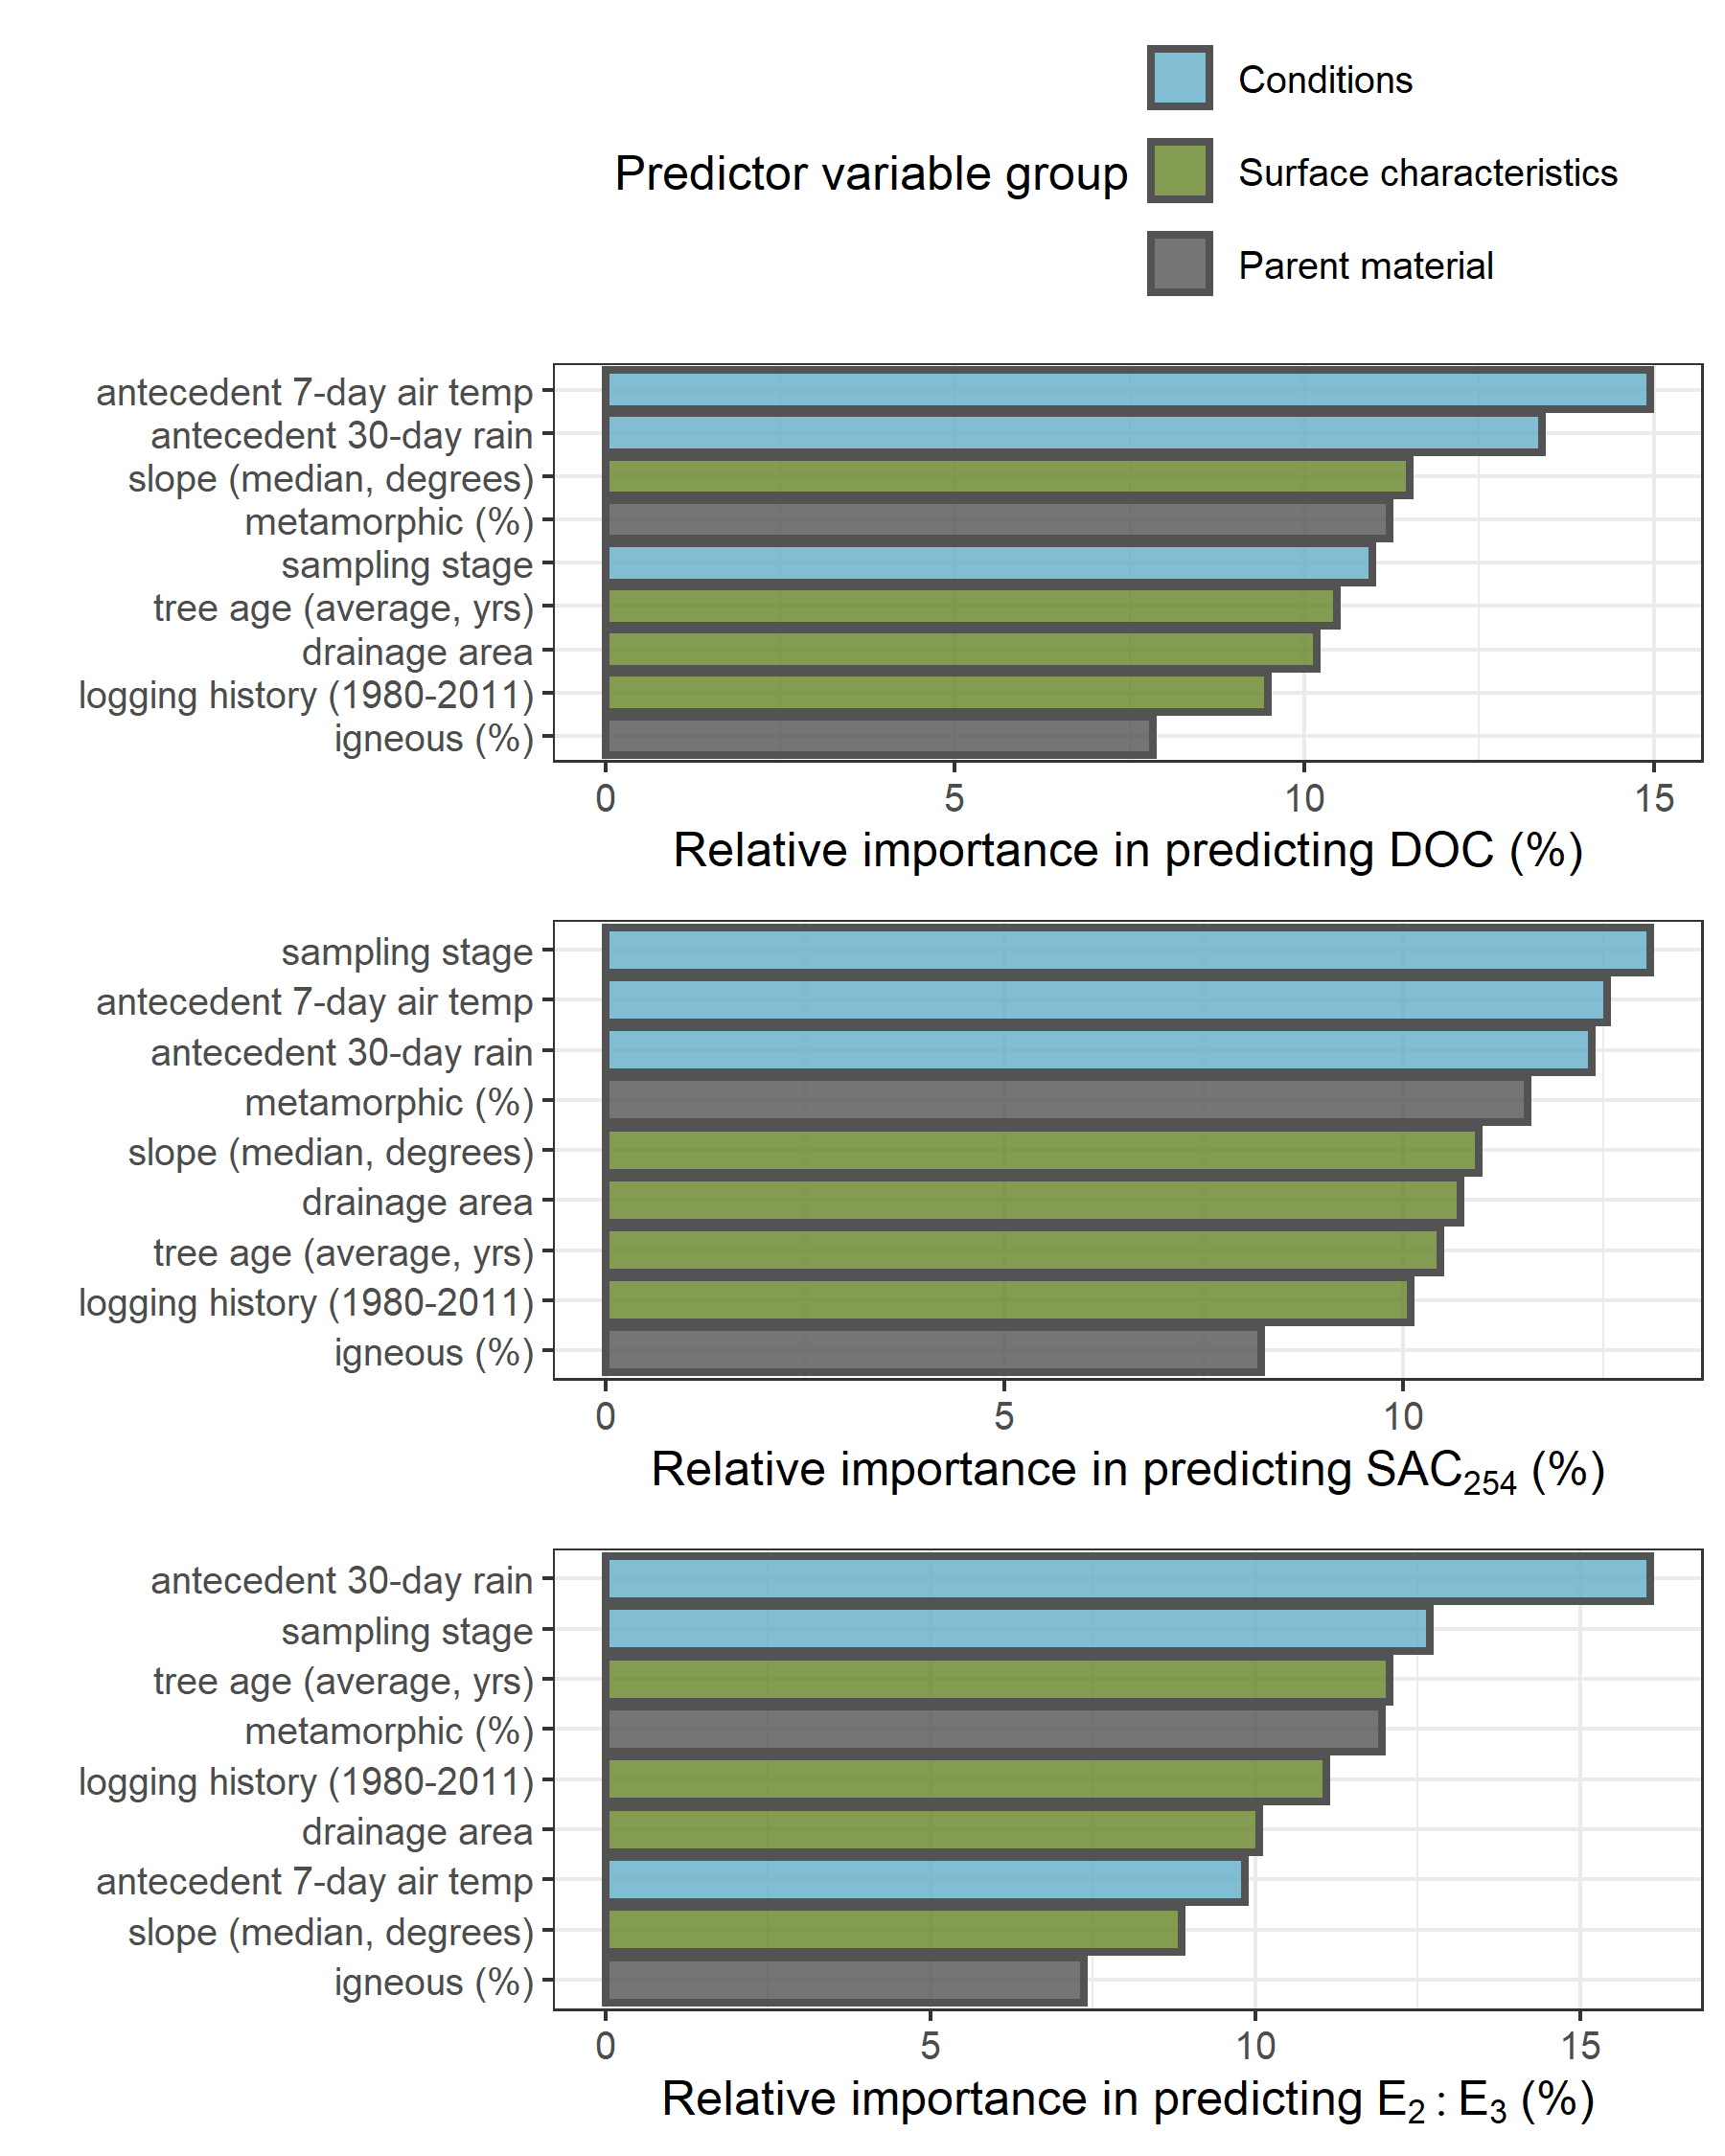 Conditions
Predictor variable group
Surface characteristics
Parent material
antecedent 7-day air temp
antecedent 30-day rain
slope (median, degrees)
metamorphic (%)
sampling stage
tree age (average, yrs)
drainage area
logging history (1980-2011)
igneous (%)
0 5 10 15
Relative importance in predicting DOC (%)
sampling stage
antecedent 7-day air temp
antecedent 30-day rain
metamorphic (%)
slope (median, degrees)
drainage area
tree age (average, yrs)
logging history (1980-2011)
igneous (%)
0 5 10
Relative importance in predicting SAC₂₅₄ (%)
antecedent 30-day rain
sampling stage
tree age (average, yrs)
metamorphic (%)
logging history (1980-2011)
drainage area
antecedent 7-day air temp
slope (median, degrees)
igneous (%)
0 5 10 15
Relative importance in predicting E₂ : E₃ (%)